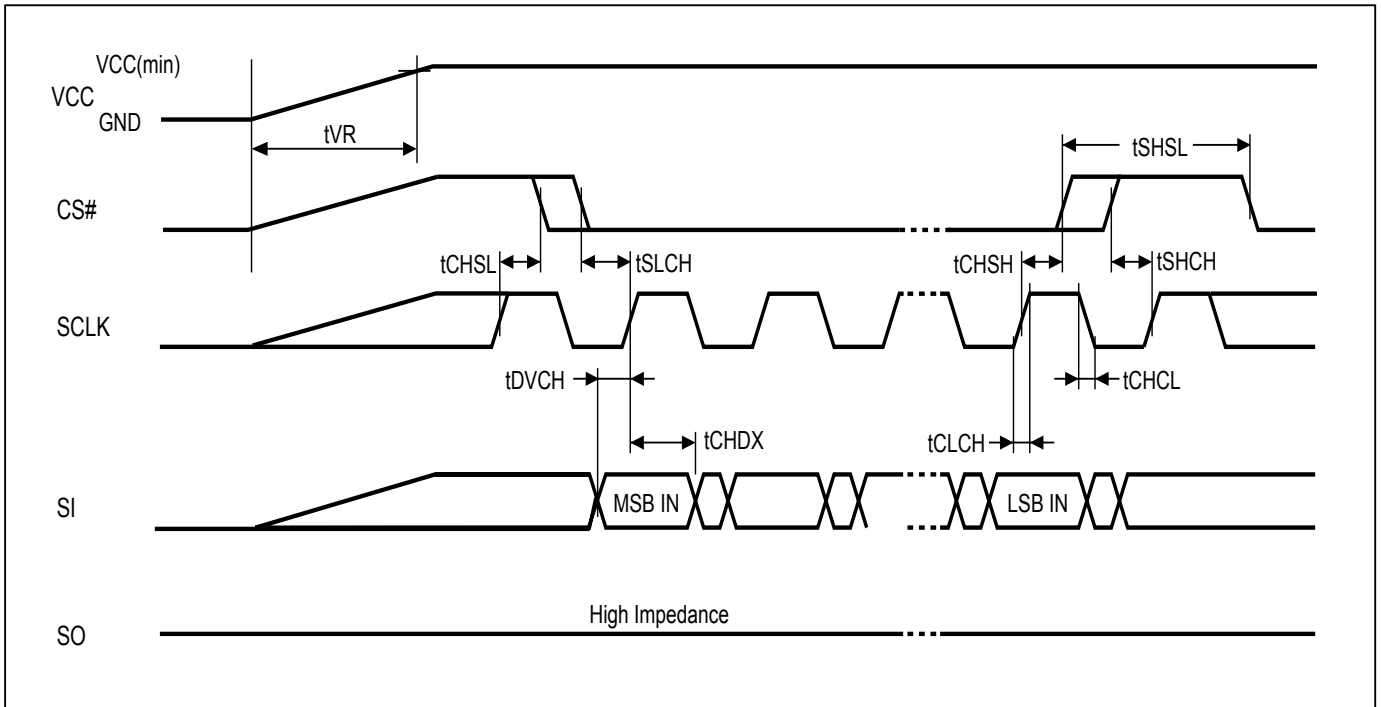 VCC(min)
VCC
GND
tVR
tSHSL
CS#
tCHSL
tSLCH
tCHSH
tSHCH
SCLK
tDVCH
tCHCL
tCHDX
tCLCH
SI
MSB IN
LSB IN
High Impedance
SO